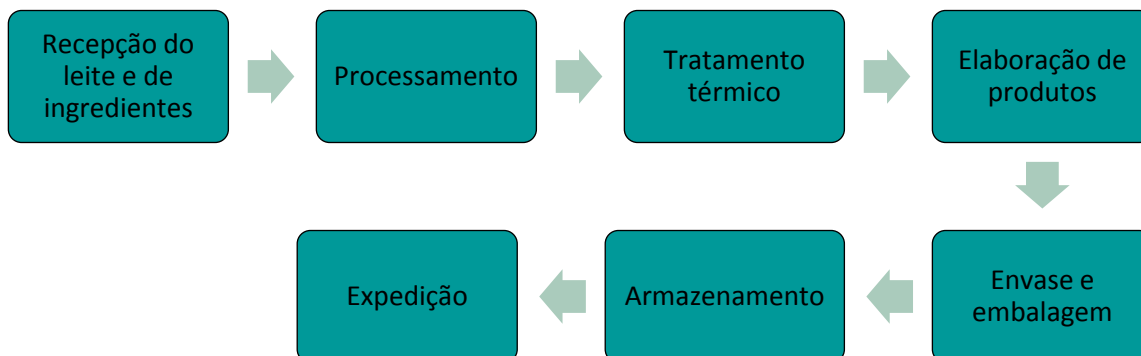 Recepção do
leite e de
ingredientes
Processamento
Tratamento
térmico
Elaboração de
produtos
Envase e
embalagem
Armazenamento
Expedição